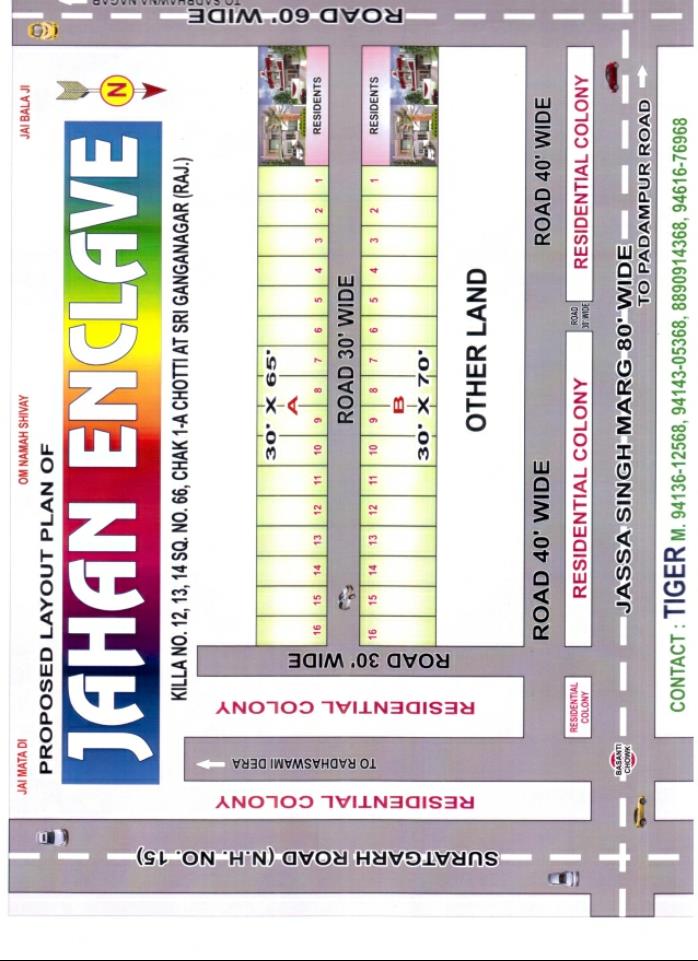 JAI MATA DI
OM NAMAH SHIVAY
JAI BALA JI
PROPOSED LAYOUT PLAN OF
JAHAN ENCLAVE
N
KILLA NO. 12, 13, 14 SQ. NO. 66, CHAK 1-A CHOTTI AT SRI GANGANAGAR (RAJ.)
TO SADBHAWNA NAGAR
ROAD 60' WIDE
RESIDENTS
1
2
3
4
5
6
7
8
9
10
11
12
13
14
15
16
30' X 65'
A
ROAD 30' WIDE
RESIDENTS
1
2
3
4
5
6
7
8
9
10
11
12
13
14
15
16
B
30' X 70'
OTHER LAND
ROAD 30' WIDE
RESIDENTIAL COLONY
TO RADHASWAMI DERA
RESIDENTIAL COLONY
SURATGARH ROAD (N.H. NO. 15)
ROAD 40' WIDE
ROAD 40' WIDE
RESIDENTIAL COLONY
RESIDENTIAL COLONY
ROAD 30' WIDE
RESIDENTIAL COLONY
BASANTI CHOWK
JASSA SINGH MARG 80' WIDE
TO PADAMPUR ROAD
CONTACT : TIGER M. 94136-12568, 94143-05368, 8890914368, 94616-76968